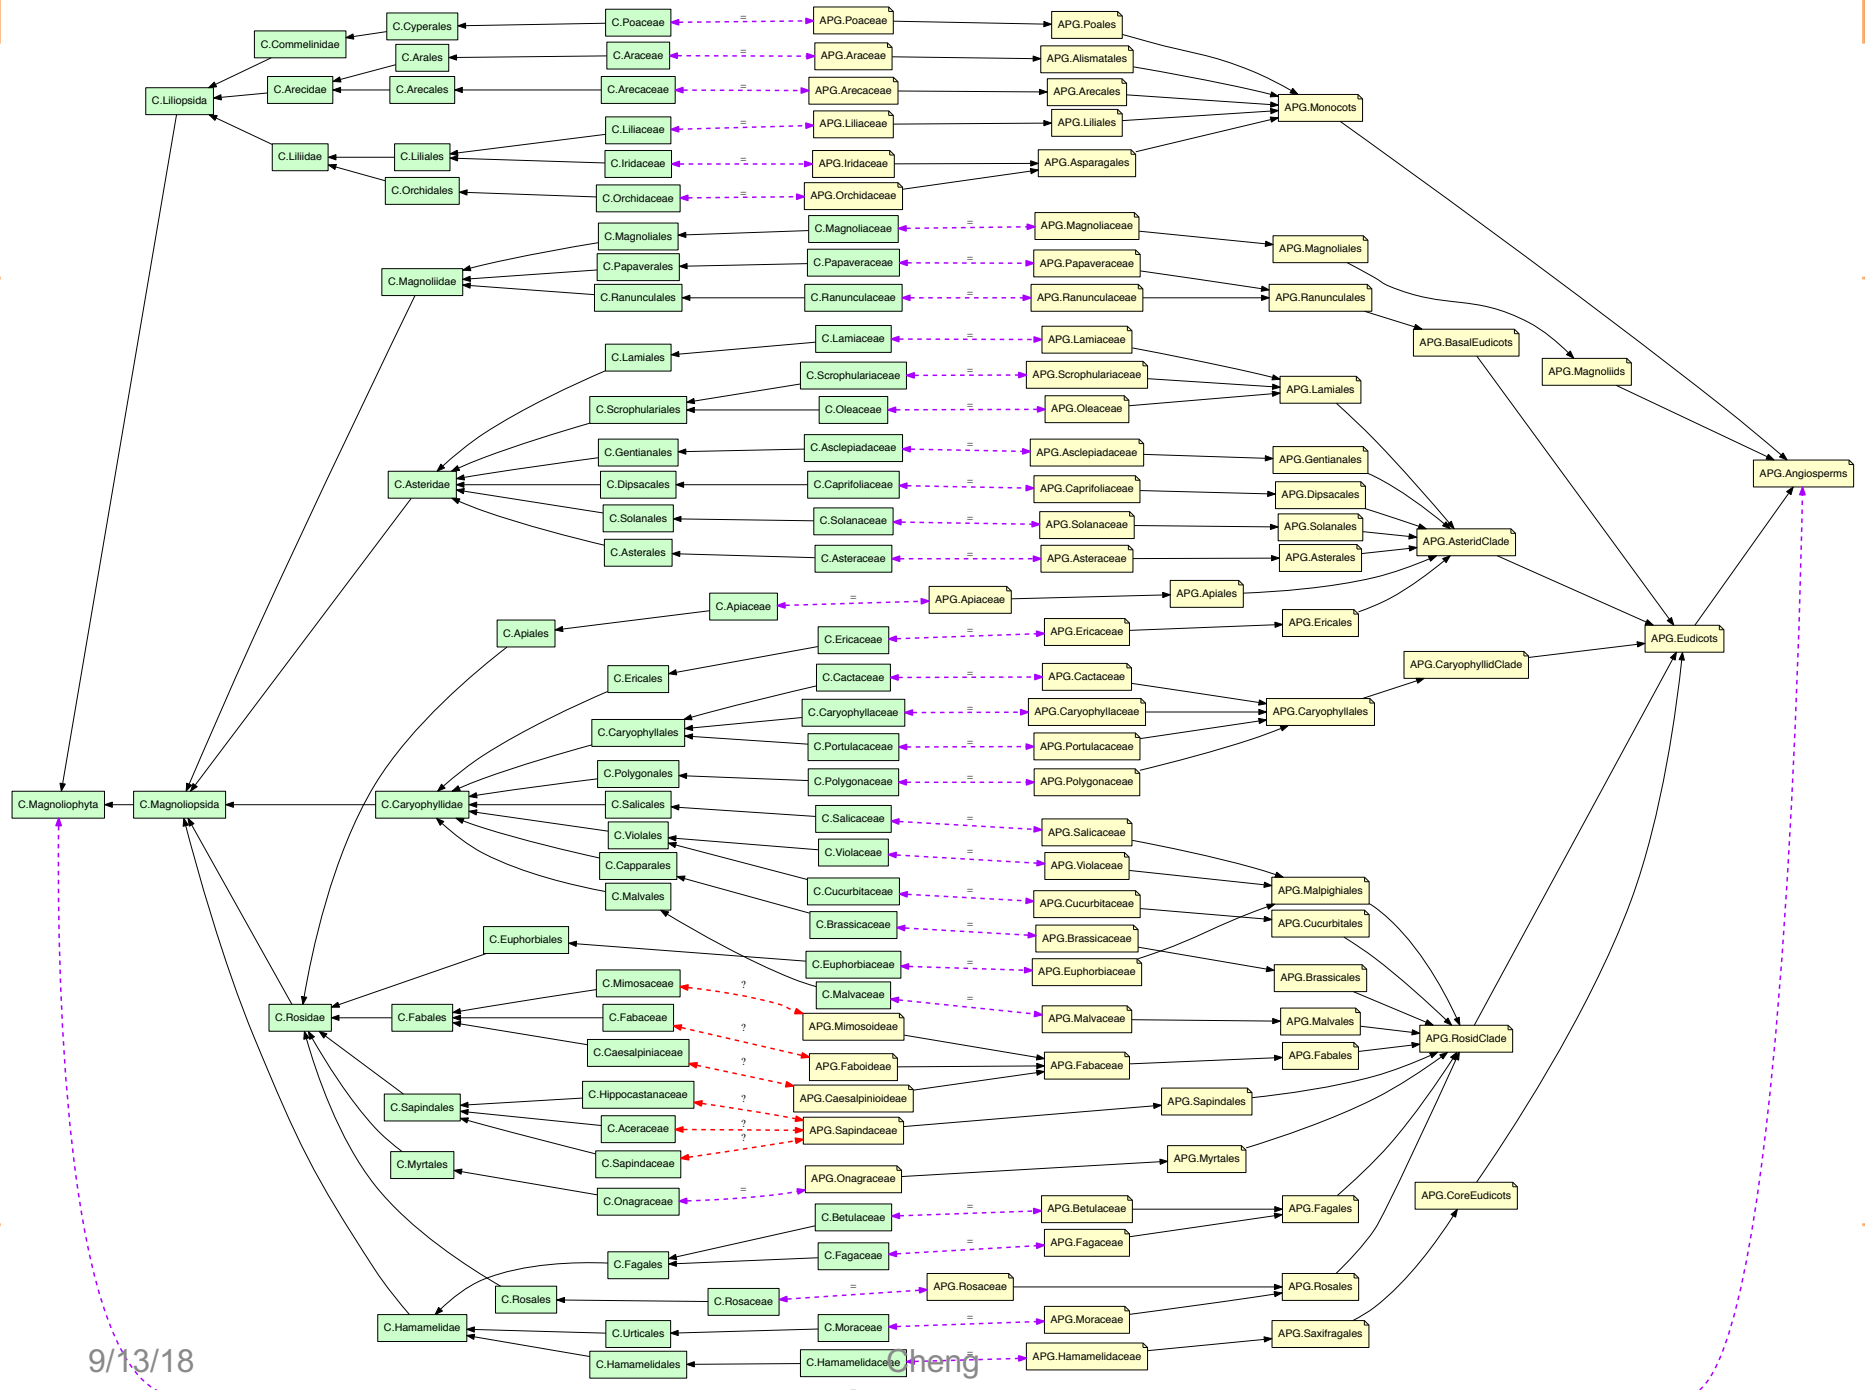 C.Poaceae = APG.Poaceae APG.Poales
C.Cyperales
C.Commelinidae
C.Arales C.Araceae = APG.Araceae APG.Alismatales
C.Arecidae C.Arecales C.Arecaceae = APG.Arecaceae APG.Arecales
C.Liliopsida APG.Monocots
C.Liliaceae = APG.Liliaceae APG.Liliales
C.Liliidae C.Liliales C.Iridaceae = APG.Iridaceae APG.Asparagales
C.Orchidales C.Orchidaceae = APG.Orchidaceae
C.Magnoliales C.Magnoliaceae = APG.Magnoliaceae APG.Magnoliales
C.Papaverales C.Papaveraceae = APG.Papaveraceae
C.Magnoliidae
C.Ranunculales C.Ranunculaceae = APG.Ranunculaceae APG.Ranunculales
C.Lamiaceae = APG.Lamiaceae APG.BasalEudicots
C.Lamiales
C.Scrophulariaceae = APG.Scrophulariaceae APG.Magnoliids
APG.Lamiales
C.Scrophulariales C.Oleaceae = APG.Oleaceae
C.Gentianales C.Asclepiadaceae = APG.Asclepiadaceae APG.Gentianales
APG.Angiosperms
C.Asteridae C.Dipsacales C.Caprifoliaceae = APG.Caprifoliaceae APG.Dipsacales
C.Solanales C.Solanaceae = APG.Solanaceae APG.Solanales
APG.AsteridClade
C.Asterales C.Asteraceae = APG.Asteraceae APG.Asterales
C.Apiaceae = APG.Apiaceae APG.Apiales
C.Apiales C.Ericaceae = APG.Ericaceae APG.Ericales
APG.Eudicots
C.Ericales C.Cactaceae = APG.Cactaceae APG.CaryophyllidClade
C.Caryophyllaceae = APG.Caryophyllaceae APG.Caryophyllales
C.Caryophyllales C.Portulacaceae = APG.Portulacaceae
C.Polygonales C.Polygonaceae = APG.Polygonaceae
C.Magnoliophyta C.Magnoliopsida C.Caryophyllidae C.Salicales
C.Salicaceae = APG.Salicaceae
C.Violales C.Violaceae = APG.Violaceae
C.Capparales C.Cucurbitaceae = APG.Cucurbitaceae APG.Malpighiales
C.Malvales C.Brassicaceae = APG.Brassicaceae APG.Cucurbitales
C.Euphorbiales C.Euphorbiaceae = APG.Euphorbiaceae APG.Brassicales
C.Mimosaceae ? C.Malvaceae = APG.Malvaceae APG.Malvales
C.Rosidae C.Fabales C.Fabaceae ? APG.Mimosoideae
APG.RosidClade
C.Caesalpiniaceae ? APG.Faboideae APG.Fabaceae APG.Fabales
C.Hippocastanaceae ? APG.Caesalpinioideae APG.Sapindales
C.Sapindales C.Aceraceae ? APG.Sapindaceae
C.Sapindaceae ?
C.Myrtales APG.Myrtales
C.Onagraceae = APG.Onagraceae
C.Betulaceae = APG.Betulaceae APG.Fagales APG.CoreEudicots
C.Fagales C.Fagaceae = APG.Fagaceae
C.Rosales C.Rosaceae = APG.Rosaceae APG.Rosales
C.Hamamelidae C.Urticales C.Moraceae = APG.Moraceae APG.Saxifragales
C.Hamamelidales C.Hamamelidaceae = APG.Hamamelidaceae
9/13/18 Cheng